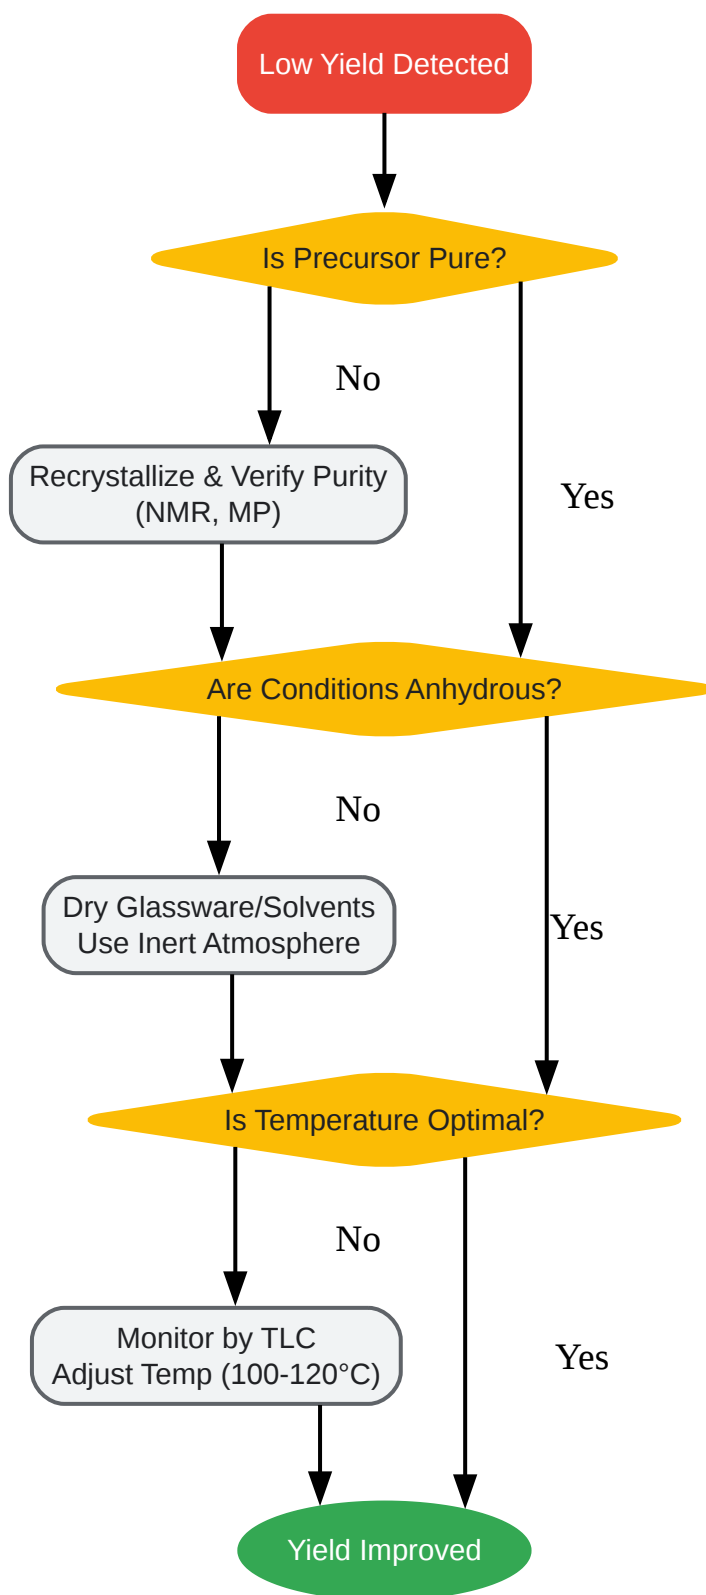 Low Yield Detected
Is Precursor Pure?
No
Recrystallize & Verify Purity
(NMR, MP)
Yes
Are Conditions Anhydrous?
No
Dry Glassware/Solvents
Use Inert Atmosphere
Yes
Is Temperature Optimal?
No
Monitor by TLC
Adjust Temp (100-120°C)
Yes
Yield Improved